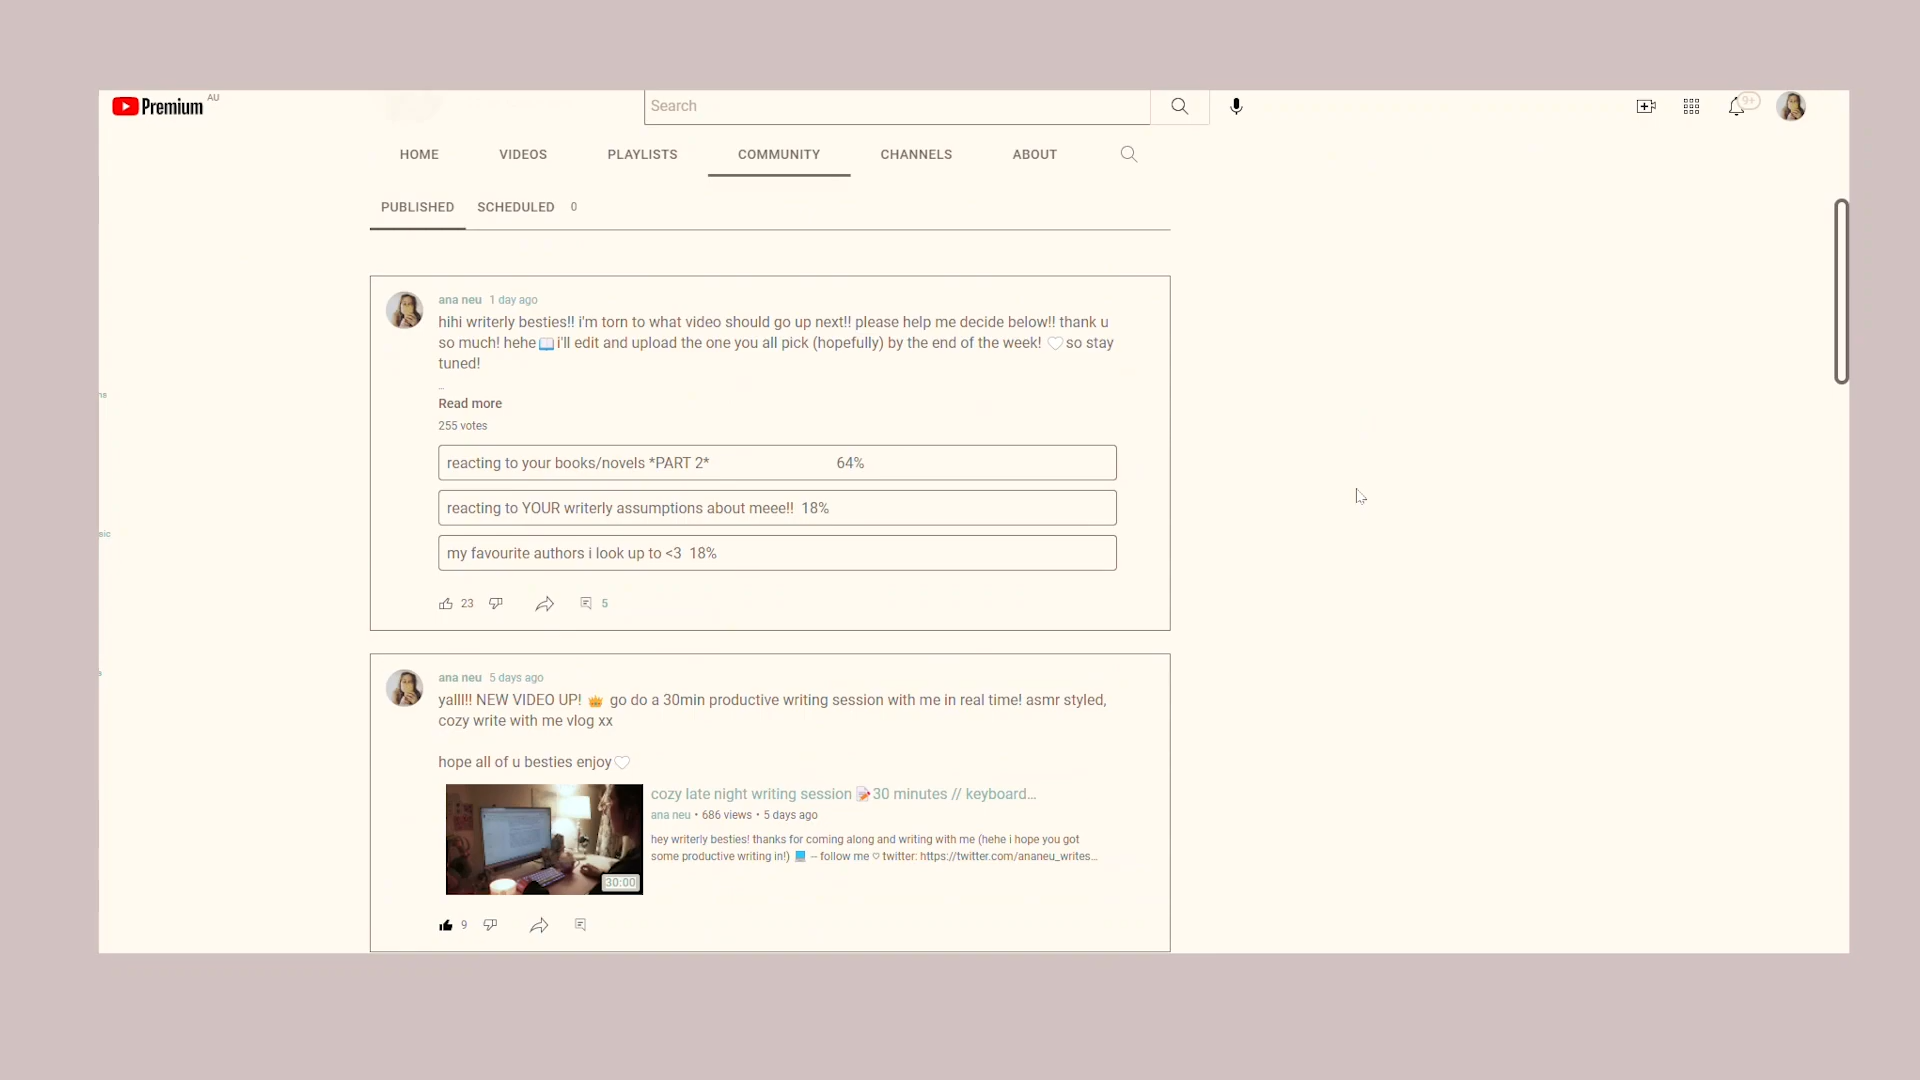 Premium AU
Search
9+
HOME VIDEOS PLAYLISTS COMMUNITY CHANNELS ABOUT
PUBLISHED SCHEDULED 0
ana neu 1 day ago
hihi writerly besties!! i'm torn to what video should go up next!! please help me decide below!! thank u
so much! hehe📖i'll edit and upload the one you all pick (hopefully) by the end of the week! 🤍so stay
tuned!
...
Read more
255 votes
reacting to your books/novels *PART 2* 64%
reacting to YOUR writerly assumptions about meee!! 18%
my favourite authors i look up to <3 18%
23 5
ana neu 5 days ago
yalll!! NEW VIDEO UP! 👑 go do a 30min productive writing session with me in real time! asmr styled,
cozy write with me vlog xx
hope all of u besties enjoy🤍
cozy late night writing session 📝30 minutes // keyboard...
ana neu • 686 views • 5 days ago
hey writerly besties! thanks for coming along and writing with me (hehe i hope you got
some productive writing in!) 📘 -- follow me ♡ twitter: https://twitter.com/ananeu_writes...
30:00
9